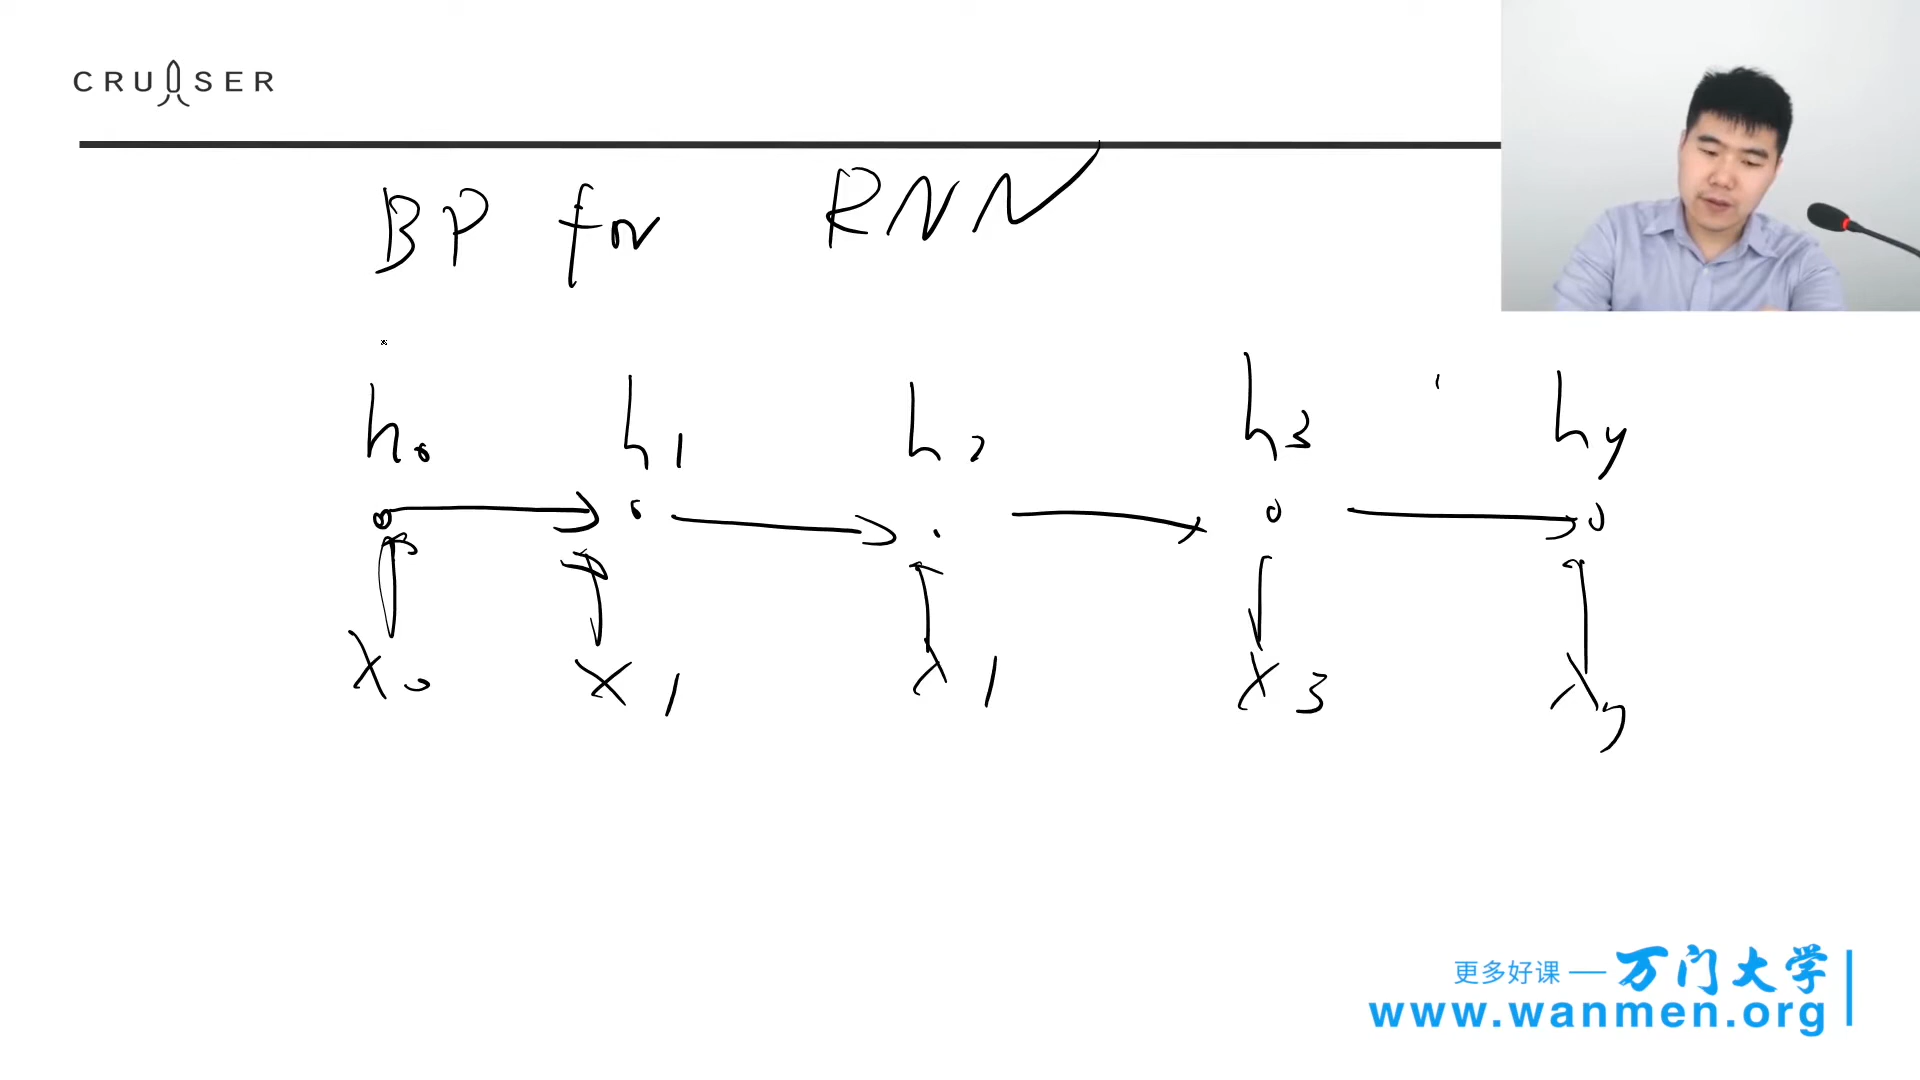 CRUISER
BP for RNN
h0 h1 h2 h3 h4
x0 x1 x1 x3 x4
更多好课 — 万门大学
www.wanmen.org